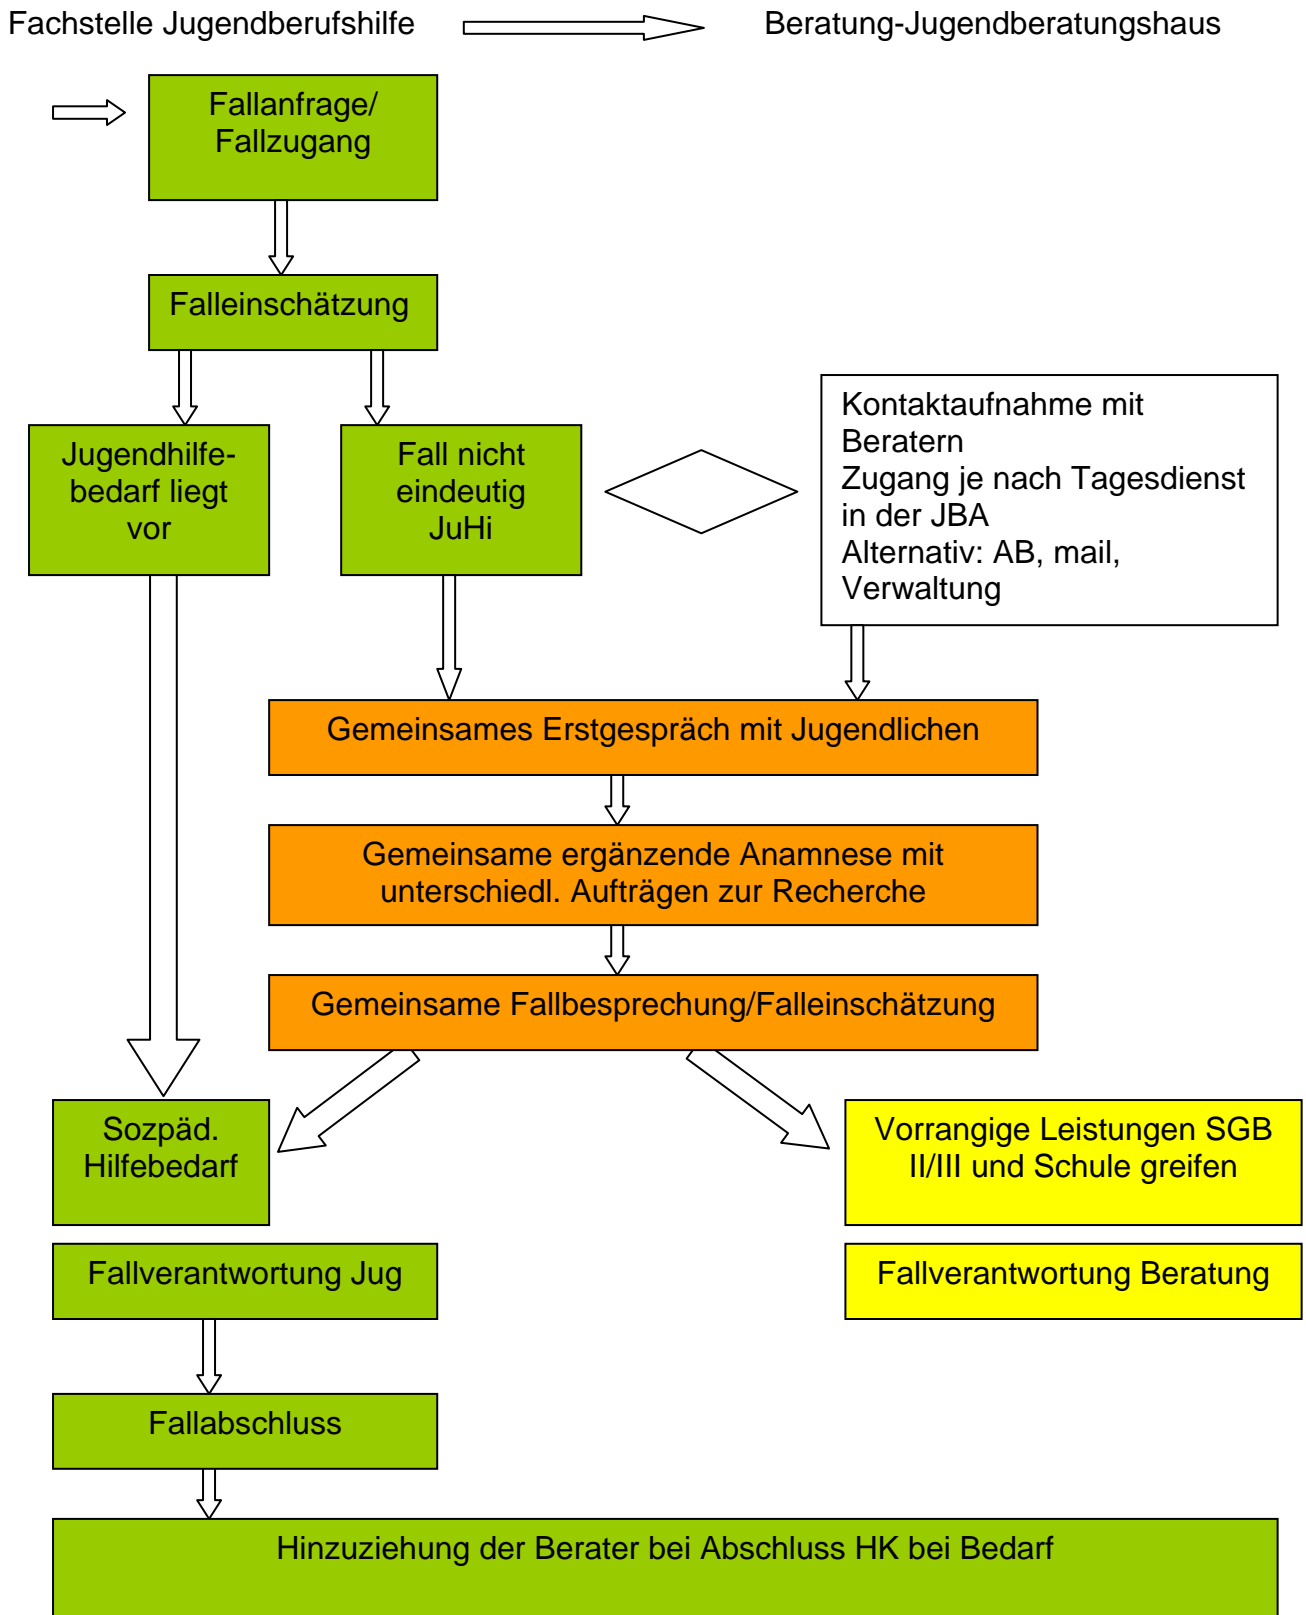 Fachstelle Jugendberufshilfe
Beratung-Jugendberatungshaus
Fallanfrage/
Fallzugang
Falleinschätzung
Jugendhilfe-
bedarf liegt
vor
Fall nicht
eindeutig
JuHi
Kontaktaufnahme mit
Beratern
Zugang je nach Tagesdienst
in der JBA
Alternativ: AB, mail,
Verwaltung
Gemeinsames Erstgespräch mit Jugendlichen
Gemeinsame ergänzende Anamnese mit
unterschiedl. Aufträgen zur Recherche
Gemeinsame Fallbesprechung/Falleinschätzung
Sozpäd.
Hilfebedarf
Vorrangige Leistungen SGB
II/III und Schule greifen
Fallverantwortung Jug
Fallverantwortung Beratung
Fallabschluss
Hinzuziehung der Berater bei Abschluss HK bei Bedarf